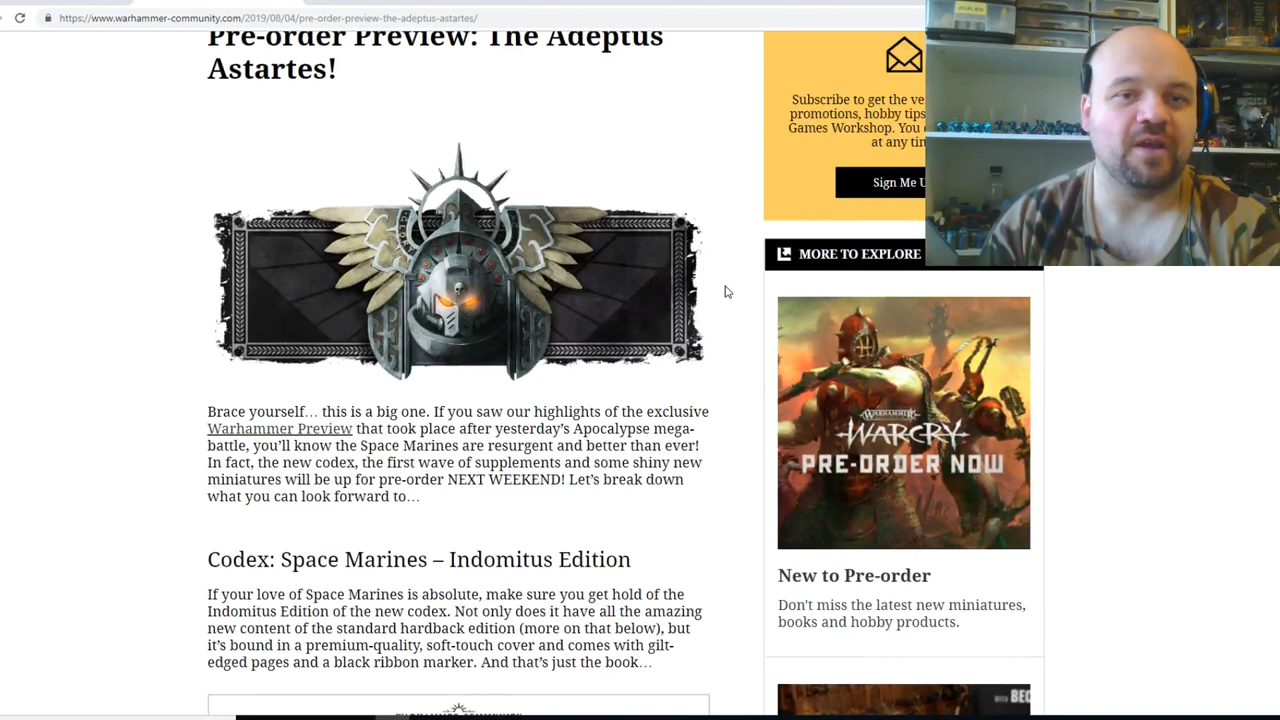 https://www.warhammer-community.com/2019/08/04/pre-order-preview-the-adeptus-astartes/
Pre-order Preview: The Adeptus
Astartes!
Brace yourself… this is a big one. If you saw our highlights of the exclusive
Warhammer Preview that took place after yesterday's Apocalypse mega-
battle, you'll know the Space Marines are resurgent and better than ever!
In fact, the new codex, the first wave of supplements and some shiny new
miniatures will be up for pre-order NEXT WEEKEND! Let's break down
what you can look forward to…
Codex: Space Marines – Indomitus Edition
If your love of Space Marines is absolute, make sure you get hold of the
Indomitus Edition of the new codex. Not only does it have all the amazing
new content of the standard hardback edition (more on that below), but
it's bound in a premium-quality, soft-touch cover and comes with gilt-
edged pages and a black ribbon marker. And that's just the book…
Subscribe to get the ve
promotions, hobby tips
Games Workshop. You
at any tim
Sign Me U
MORE TO EXPLORE
WARHAMMER
WARCRY
PRE-ORDER NOW
New to Pre-order
Don't miss the latest new miniatures,
books and hobby products.